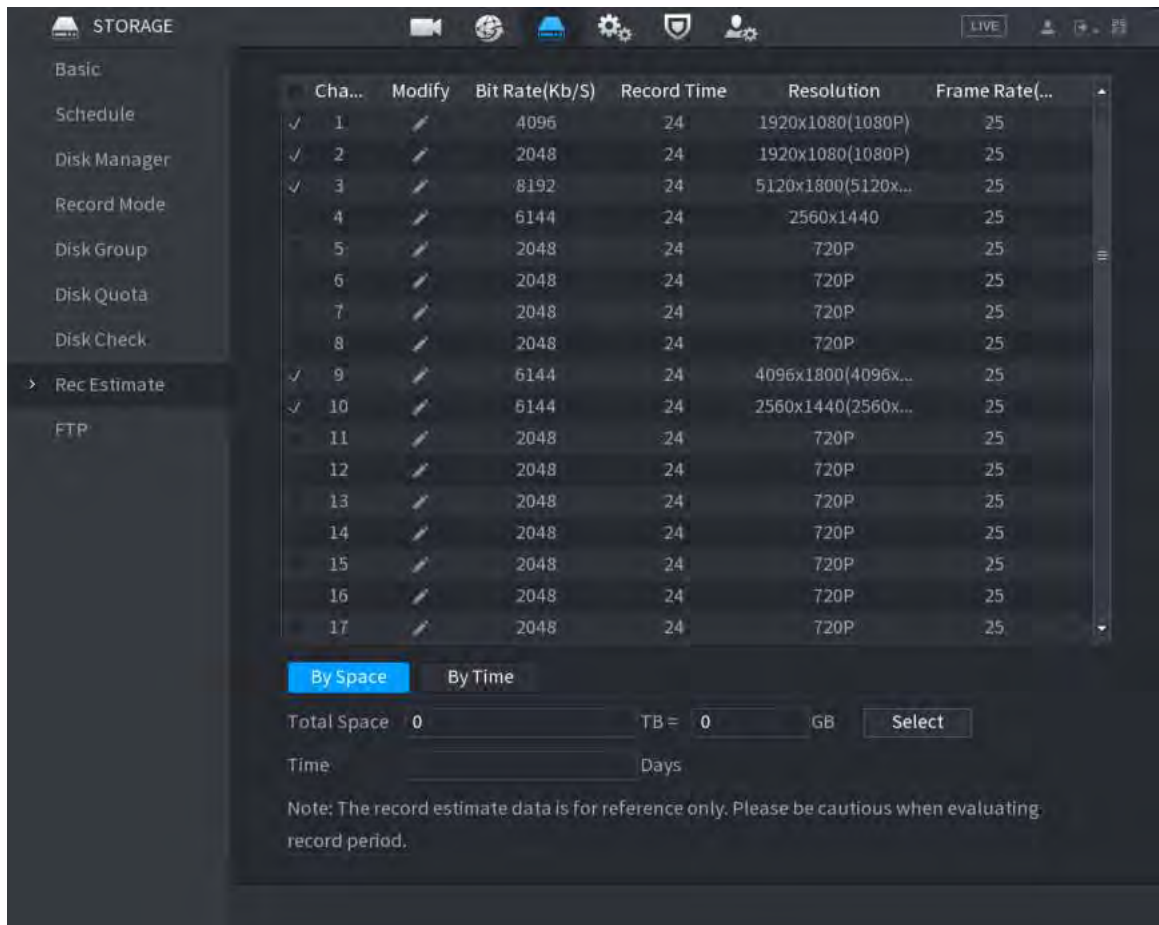 STORAGE LIVE
Basic
Schedule
Disk Manager
Record Mode
Disk Group
Disk Quota
Disk Check
Rec Estimate
FTP
Cha... Modify Bit Rate(Kb/S) Record Time Resolution Frame Rate(...
1 4096 24 1920x1080(1080P) 25
2 2048 24 1920x1080(1080P) 25
3 8192 24 5120x1800(5120x... 25
4 6144 24 2560x1440 25
5 2048 24 720P 25
6 2048 24 720P 25
7 2048 24 720P 25
8 2048 24 720P 25
9 6144 24 4096x1800(4096x... 25
10 6144 24 2560x1440(2560x... 25
11 2048 24 720P 25
12 2048 24 720P 25
13 2048 24 720P 25
14 2048 24 720P 25
15 2048 24 720P 25
16 2048 24 720P 25
17 2048 24 720P 25
By Space By Time
Total Space 0 TB = 0 GB Select
Time Days
Note: The record estimate data is for reference only. Please be cautious when evaluating
record period.